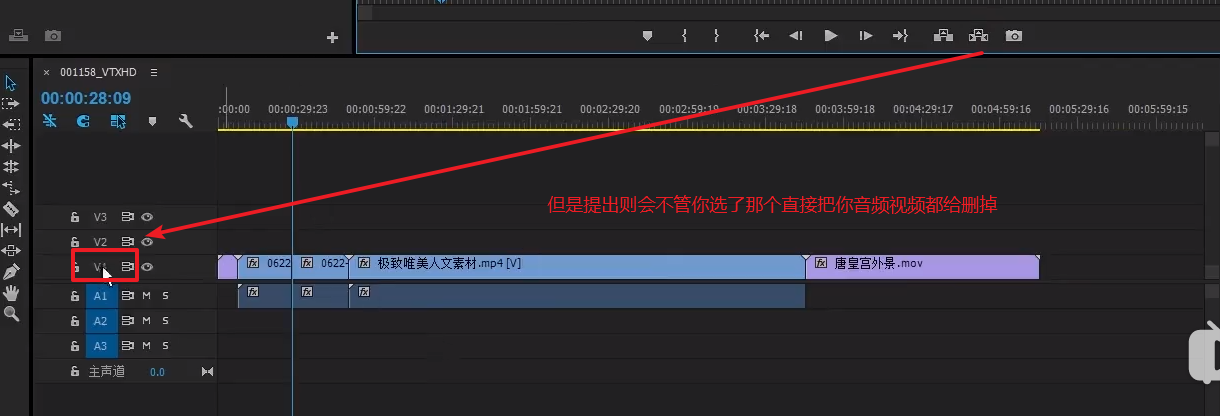 001158_VTXHD
00:00:28:09
:00:00 00:00:29:23 00:00:59:22 00:01:29:21 00:01:59:21 00:02:29:20 00:02:59:19 00:03:29:18 00:03:59:18 00:04:29:17 00:04:59:16 00:05:29:16 00:05:59:15
但是提出则会不管你选了那个直接把你音频视频都给删掉
V3
V2
V1 fx 0622 fx 0622- fx 极致唯美人文素材.mp4 [V] fx 唐皇宫外景.mov
A1 M S fx fx fx
A2 M S
A3 M S
主声道 0.0